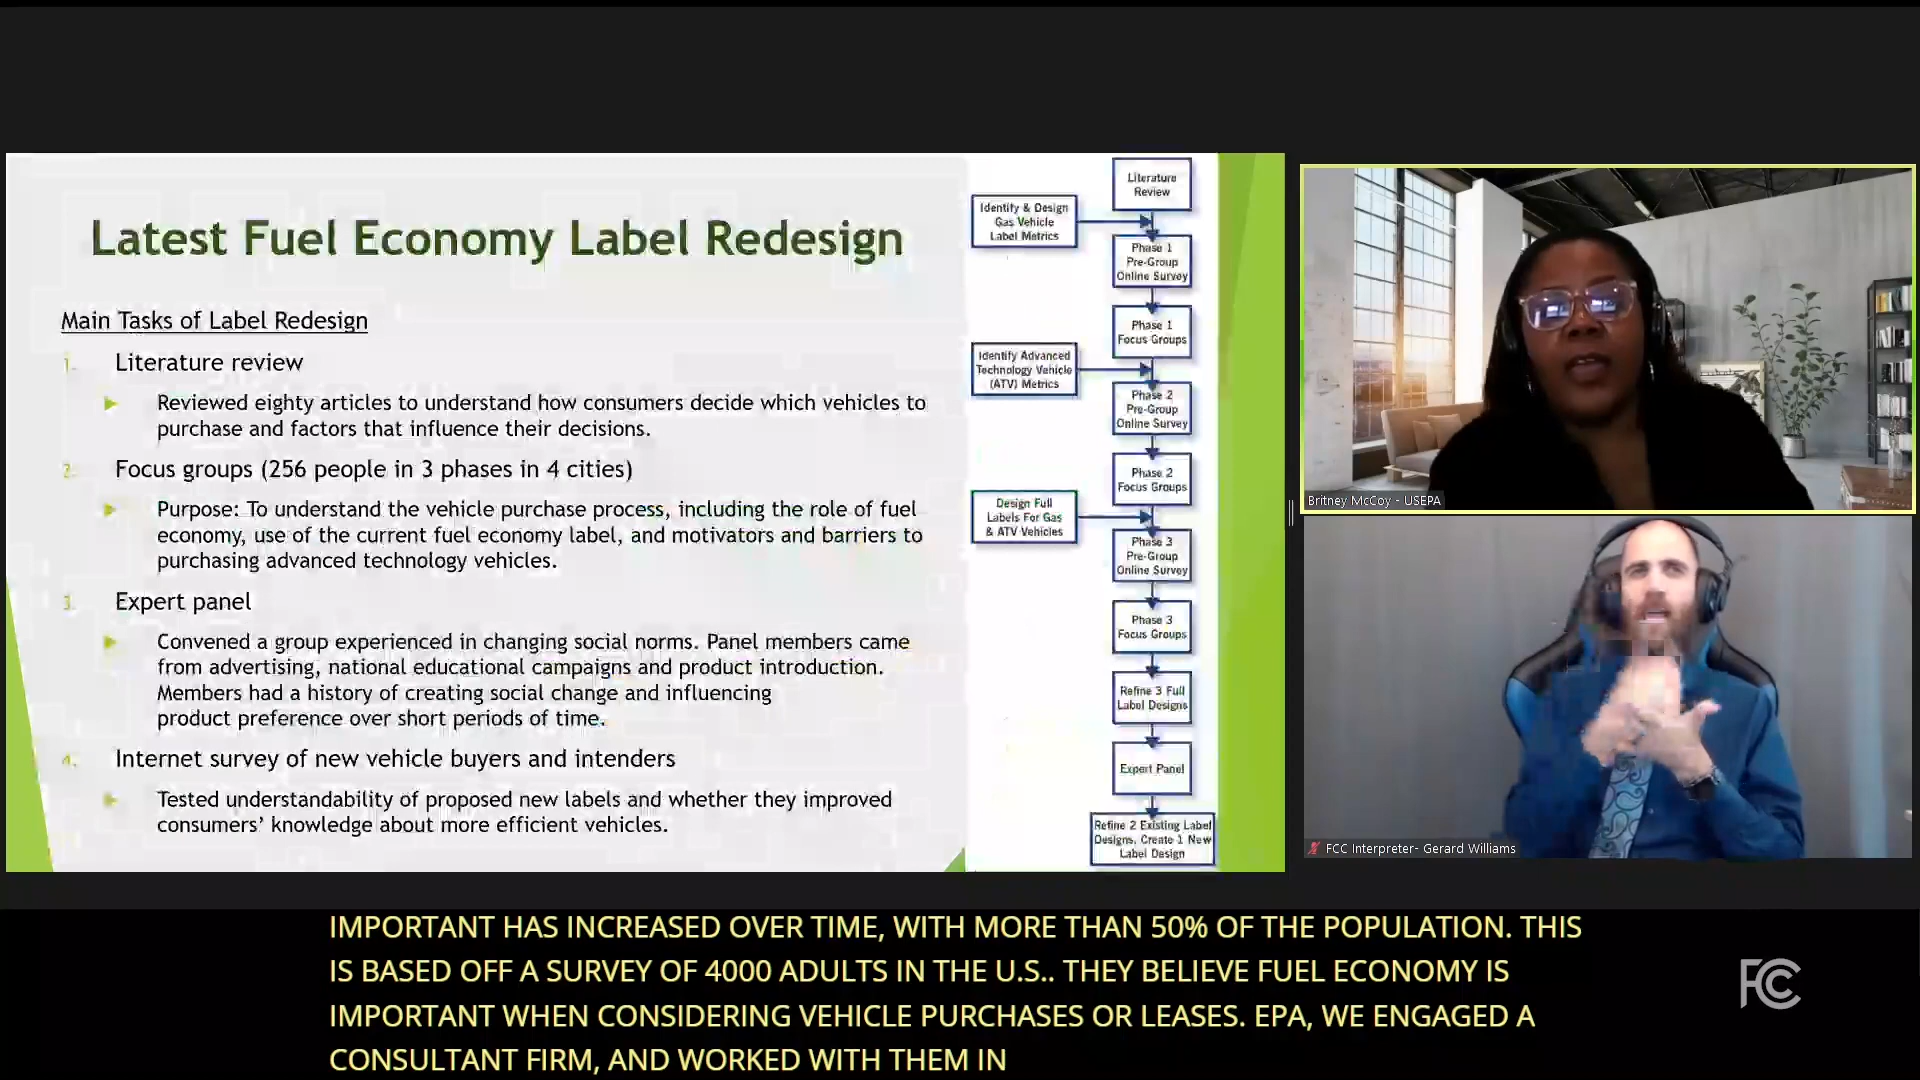 Latest Fuel Economy Label Redesign
Main Tasks of Label Redesign
1. Literature review
Reviewed eighty articles to understand how consumers decide which vehicles to
purchase and factors that influence their decisions.
2. Focus groups (256 people in 3 phases in 4 cities)
Purpose: To understand the vehicle purchase process, including the role of fuel
economy, use of the current fuel economy label, and motivators and barriers to
purchasing advanced technology vehicles.
3. Expert panel
Convened a group experienced in changing social norms. Panel members came
from advertising, national educational campaigns and product introduction.
Members had a history of creating social change and influencing
product preference over short periods of time.
4. Internet survey of new vehicle buyers and intenders
Tested understandability of proposed new labels and whether they improved
consumers’ knowledge about more efficient vehicles.
Literature
Review
Identify & Design
Gas Vehicle
Label Metrics
Phase 1
Pre-Group
Online Survey
Phase 1
Focus Groups
Identify Advanced
Technology Vehicle
(ATV) Metrics
Phase 2
Pre-Group
Online Survey
Phase 2
Focus Groups
Design Full
Labels For Gas
& ATV Vehicles
Phase 3
Pre-Group
Online Survey
Phase 3
Focus Groups
Refine 3 Full
Label Designs
Expert Panel
Refine 2 Existing Label
Designs, Create 1 New
Label Design
Britney McCoy - USEPA
FCC Interpreter- Gerard Williams
IMPORTANT HAS INCREASED OVER TIME, WITH MORE THAN 50% OF THE POPULATION. THIS
IS BASED OFF A SURVEY OF 4000 ADULTS IN THE U.S.. THEY BELIEVE FUEL ECONOMY IS
IMPORTANT WHEN CONSIDERING VEHICLE PURCHASES OR LEASES. EPA, WE ENGAGED A
CONSULTANT FIRM, AND WORKED WITH THEM IN
FCC